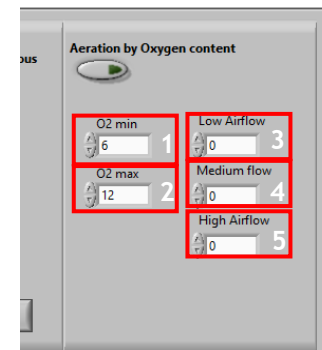 ous
Aeration by Oxygen content
O2 min
6
1
O2 max
12
2
Low Airflow
0
3
Medium flow
0
4
High Airflow
0
5